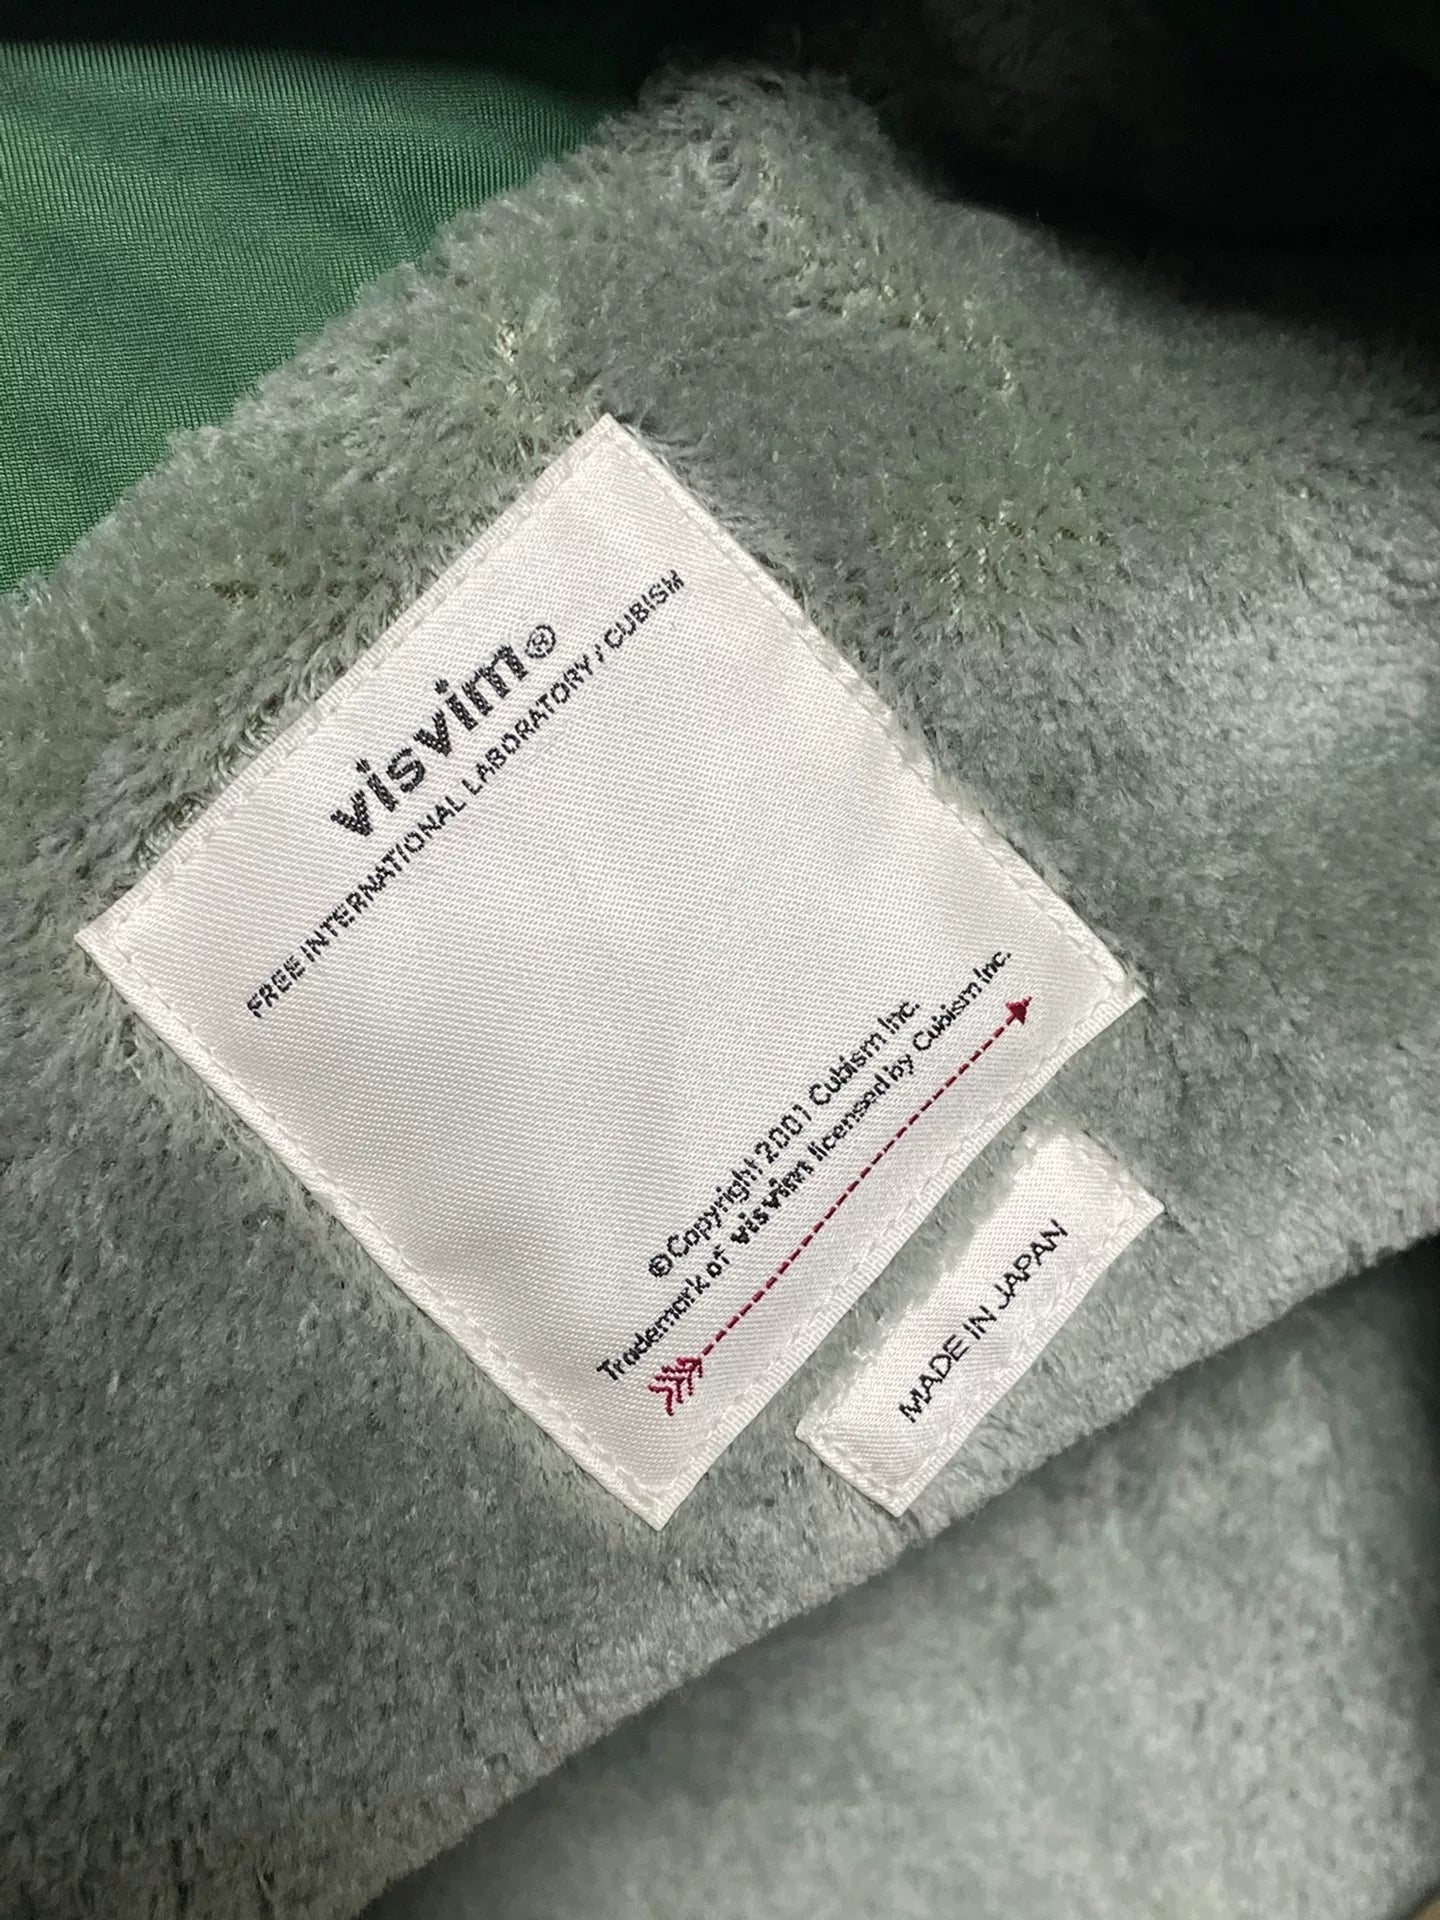 visvim®
FREE INTERNATIONAL LABORATORY / CUBISM
©Copyright 2001 Cubism Inc.
Trademark of visvim licensed by Cubism Inc.
MADE IN JAPAN